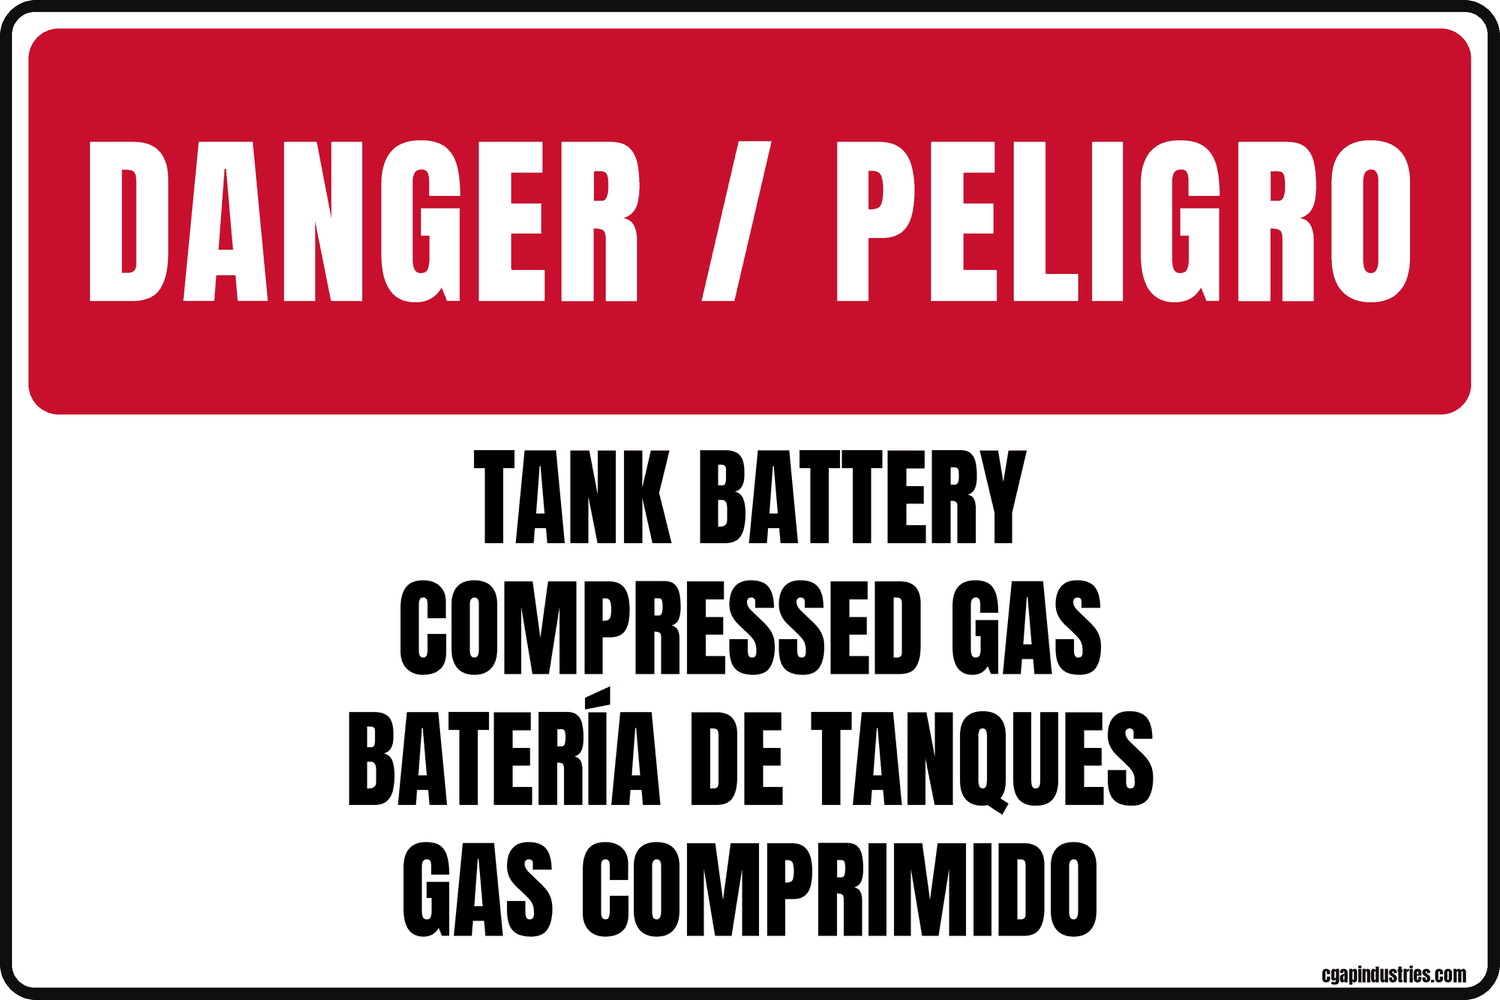 DANGER / PELIGRO
TANK BATTERY
COMPRESSED GAS
BATERÍA DE TANQUES
GAS COMPRIMIDO
cgapindustries.com